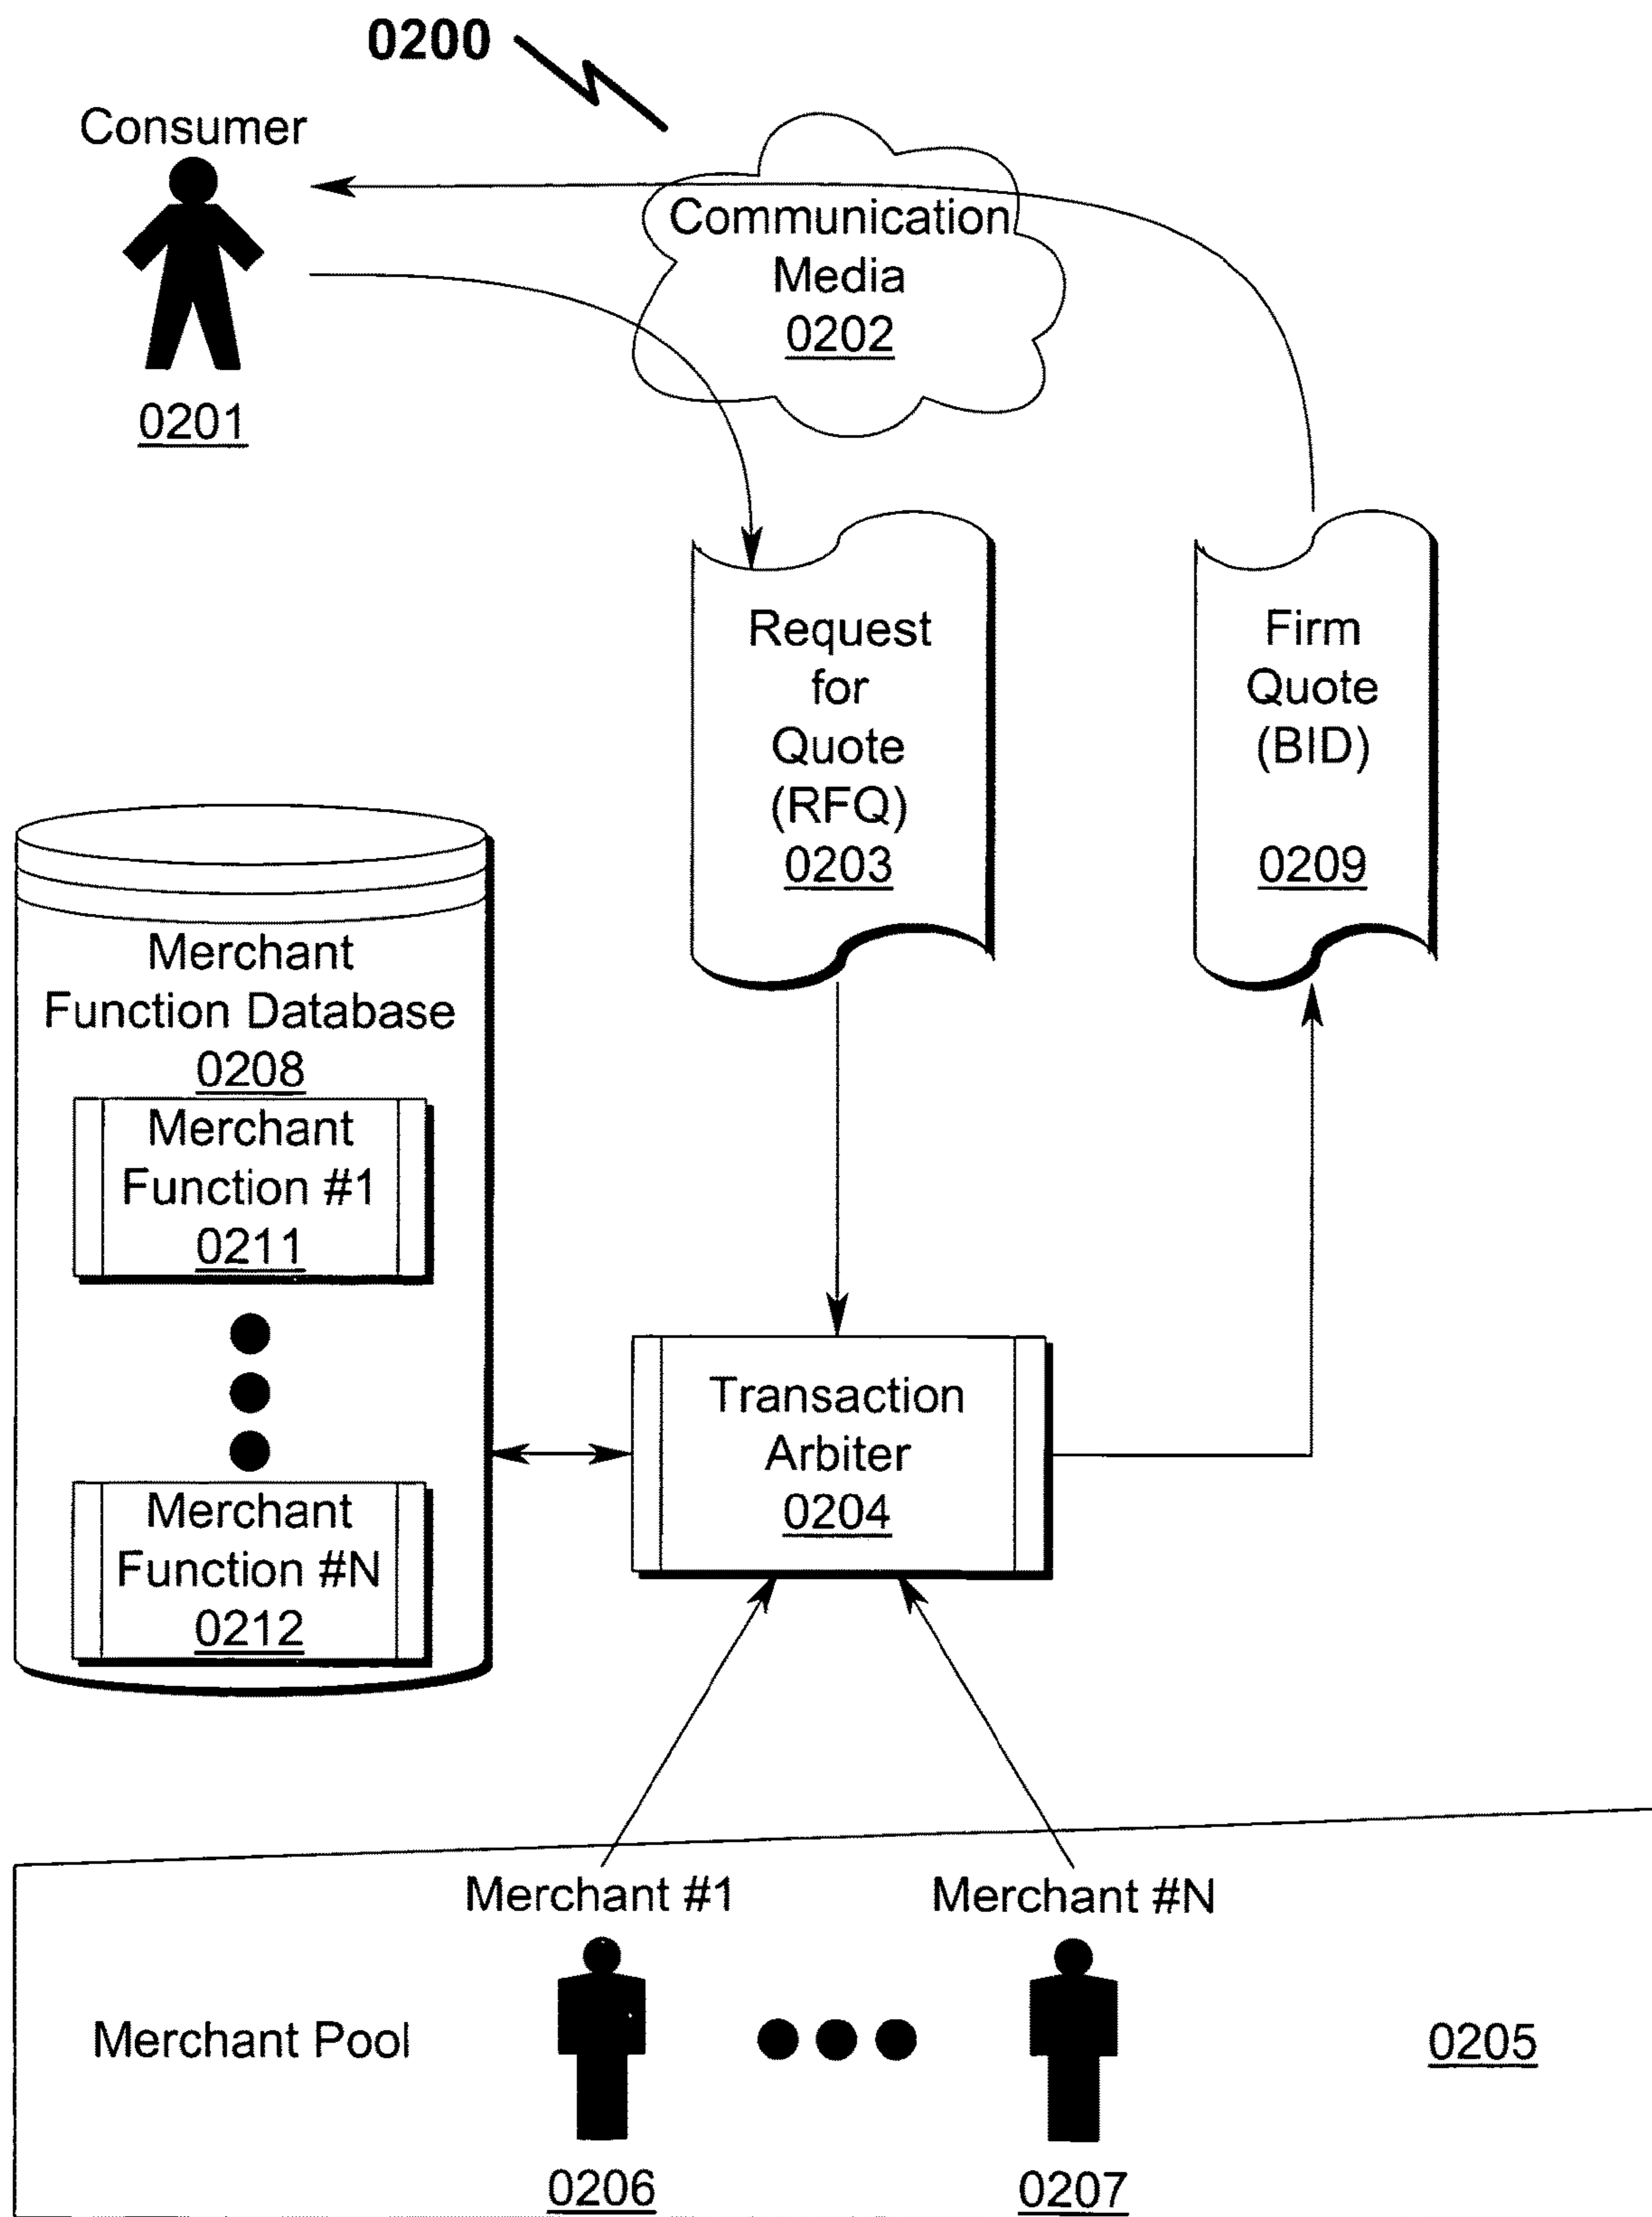 0200
Consumer
0201
Communication
Media
0202
Request
for
Quote
(RFQ)
0203
Firm
Quote
(BID)
0209
Merchant
Function Database
0208
Merchant
Function #1
0211
Merchant
Function #N
0212
Transaction
Arbiter
0204
Merchant #1
Merchant #N
Merchant Pool
0205
0206
0207